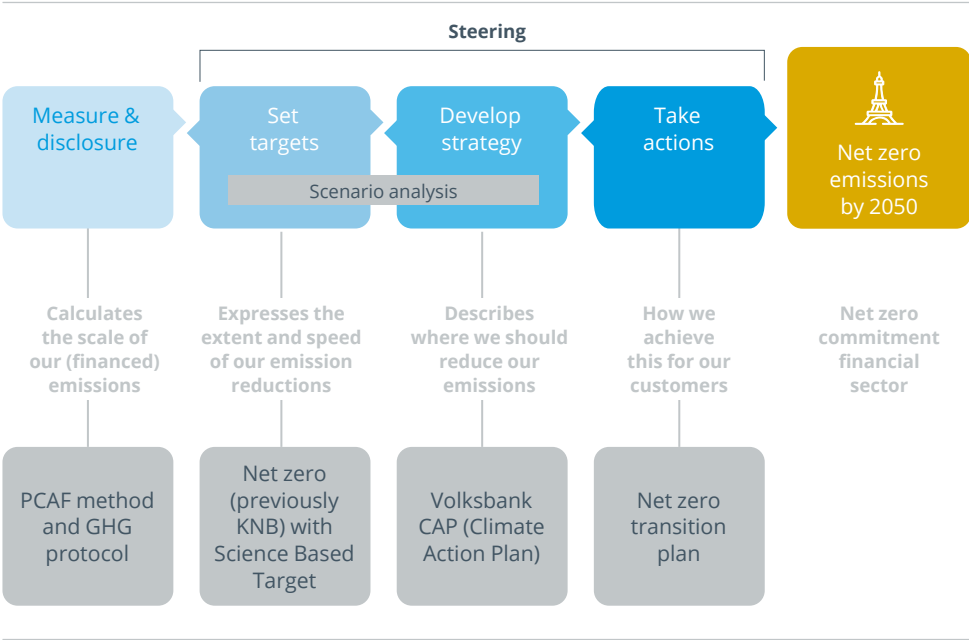 Steering
Measure &
disclosure
Set
targets
Develop
strategy
Take
actions
Net zero
emissions
by 2050
Scenario analysis
Calculates
the scale of
our (financed)
emissions
Expresses the
extent and speed
of our emission
reductions
Describes
where we should
reduce our
emissions
How we
achieve
this for our
customers
Net zero
commitment
financial
sector
PCAF method
and GHG
protocol
Net zero
(previously
KNB) with
Science Based
Target
Volksbank
CAP (Climate
Action Plan)
Net zero
transition
plan